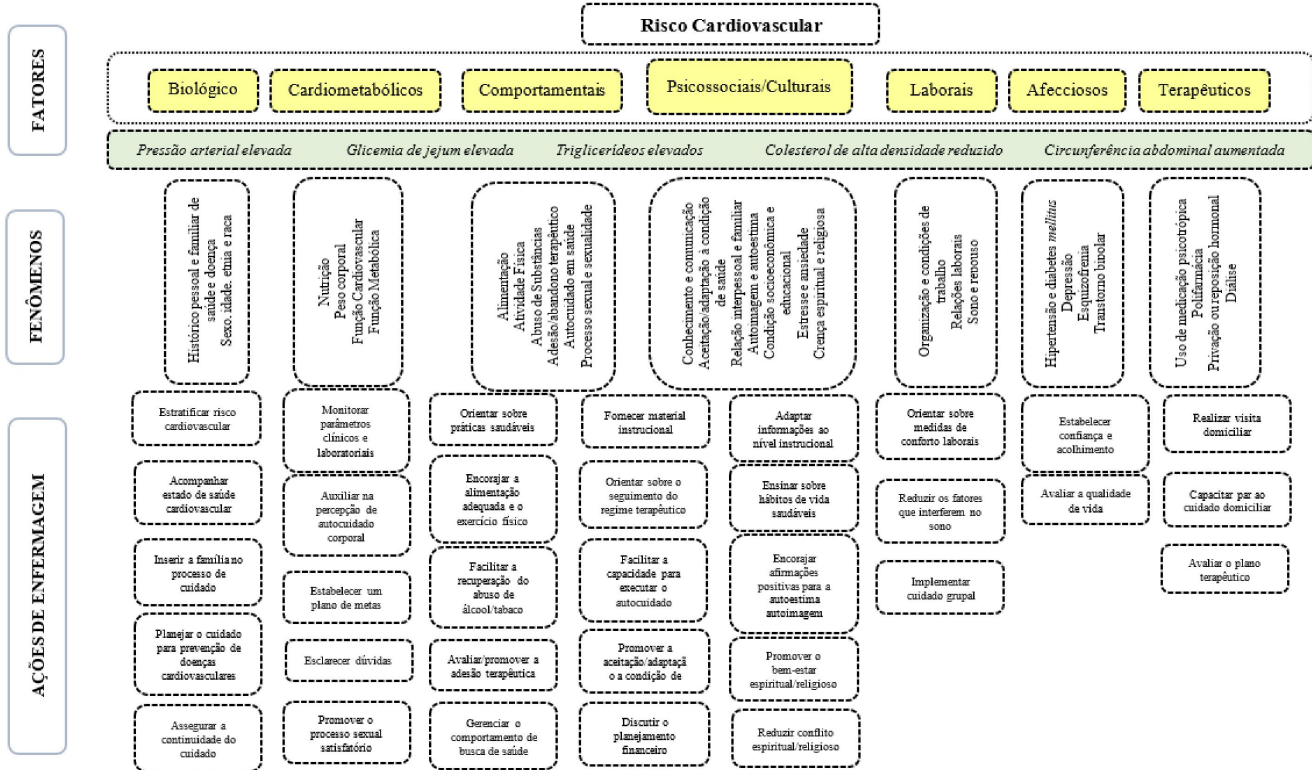 Risco Cardiovascular
FATORES
Biológico
Cardiometabólicos
Comportamentais
Psicossociais/Culturais
Laborais
Afecciosos
Terapêuticos
Pressão arterial elevada
Glicemia de jejum elevada
Triglicerídeos elevados
Colesterol de alta densidade reduzido
Circunferência abdominal aumentada
FENÔMENOS
Histórico pessoal e familiar de
saúde e doença
Sexo, idade, etnia e raca
Nutrição
Peso corporal
Função Cardiovascular
Função Metabólica
Alimentação
Atividade Física
Abuso de Substâncias
Adesão/abandono terapêutico
Autocuidado em saúde
Processo sexual e sexualidade
Conhecimento e comunicação
Aceitação/adaptação á condição
de saúde
Relação interpessoal e familiar
Autoimagem e autoestima
Condição socioeconômica e
educacional
Estresse e ansiedade
Crença espiritual e religiosa
Organização e condições de
trabalho
Relações laborais
Sono e repouso
Hipertensão e diabetes mellitus
Depressão
Esquizofrenia
Transtorno bipolar
Uso de medicação psicotrópica
Polifarmácia
Privação ou reposição hormonal
Diálise
AÇÕES DE ENFERMAGEM
Estratificar risco
cardiovascular
Acompanhar
estado de saúde
cardiovascular
Inserir a família no
processo de
cuidado
Planejar o cuidado
para prevenção de
doenças
cardiovasculares
Assegurar a
continuidade do
cuidado
Monitorar
parâmetros
clínicos e
laboratoriais
Auxiliar na
percepção de
autocuidado
corporal
Estabelecer um
plano de metas
Esclarecer dúvidas
Promover o
processo sexual
satisfatório
Orientar sobre
práticas saudáveis
Encorajar a
alimentação
adequada e o
exercício físico
Facilitar a
recuperação do
abuso de
álcool/tabaco
Avaliar/promover a
adesão terapêutica
Gerenciar o
comportamento de
busca de saúde
Fornecer material
instrucional
Orientar sobre o
seguimento do
regime terapêutico
Facilitar a
capacidade para
executar o
autocuidado
Promover a
aceitação/adaptaçã
o a condição de
Discutir o
planejamento
financeiro
Adaptar
informações ao
nível instrucional
Ensinar sobre
hábitos de vida
saudáveis
Encorajar
afirmações
positivas para a
autoestima
autoimagem
Promover o
bem-estar
espiritual/religioso
Reduzir conflito
espiritual/religioso
Orientar sobre
medidas de
conforto laborais
Reduzir os fatores
que interferem no
sono
Implementar
cuidado grupal
Estabelecer
confiança e
acolhimento
Avaliar a qualidade
de vida
Realizar visita
domiciliar
Capacitar par ao
cuidado domiciliar
Avaliar o plano
terapêutico